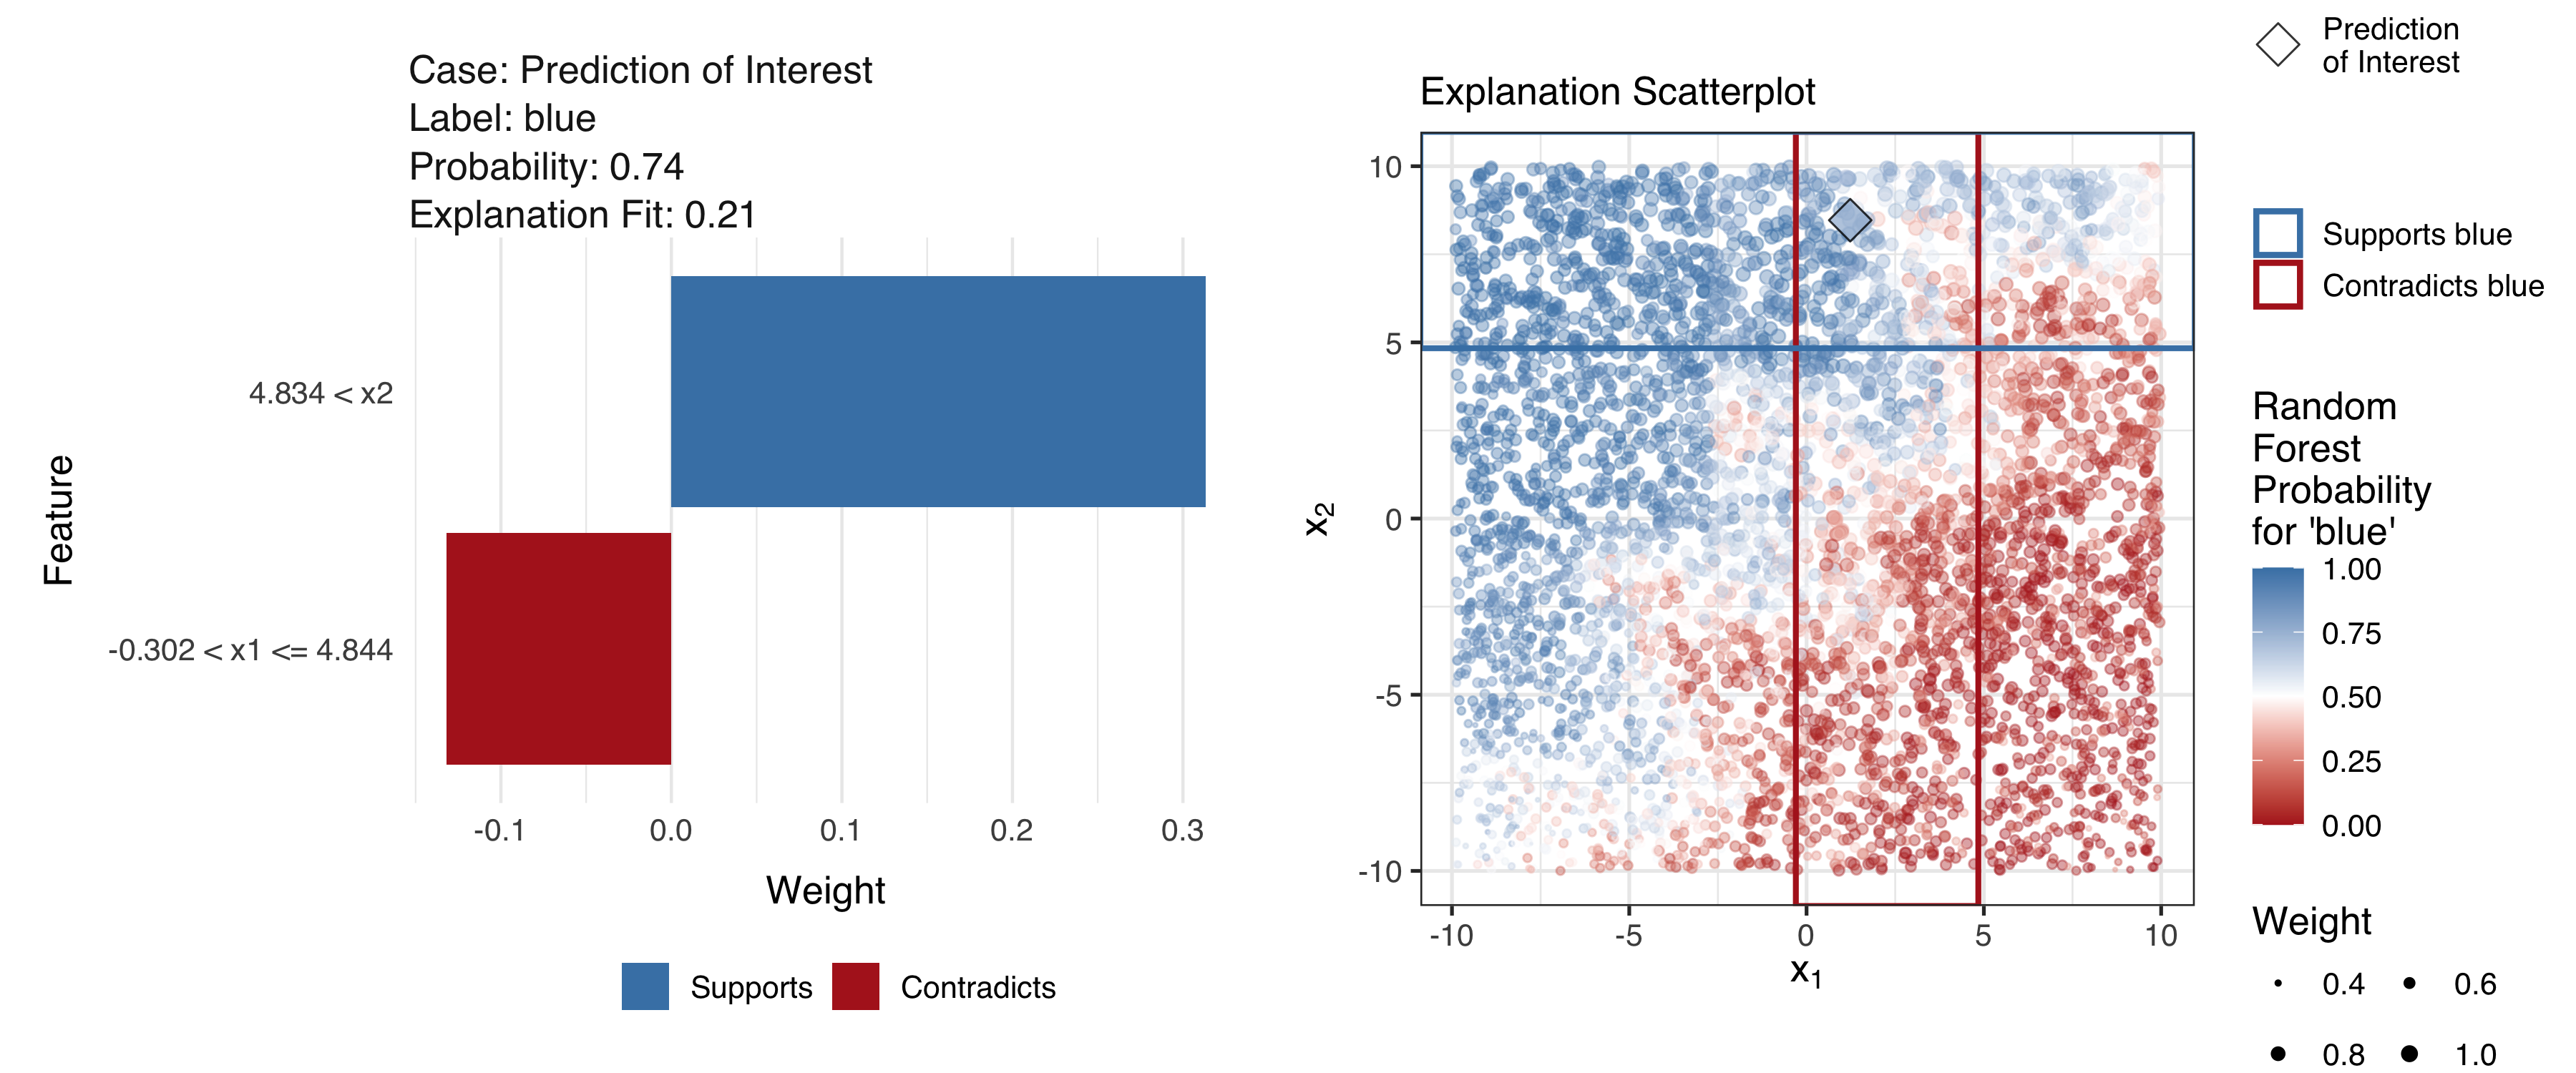 Case: Prediction of Interest
Label: blue
Probability: 0.74
Explanation Fit: 0.21
Feature
4.834 < x2
-0.302 < x1 <= 4.844
-0.1 0.0 0.1 0.2 0.3
Weight
Supports Contradicts
Explanation Scatterplot
x₂
10
5
0
-5
-10
-10 -5 0 5 10
x₁
Prediction
of Interest
Supports blue
Contradicts blue
Random
Forest
Probability
for 'blue'
1.00
0.75
0.50
0.25
0.00
Weight
0.4 0.6
0.8 1.0